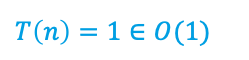 T(n) = 1 ∈ O(1)